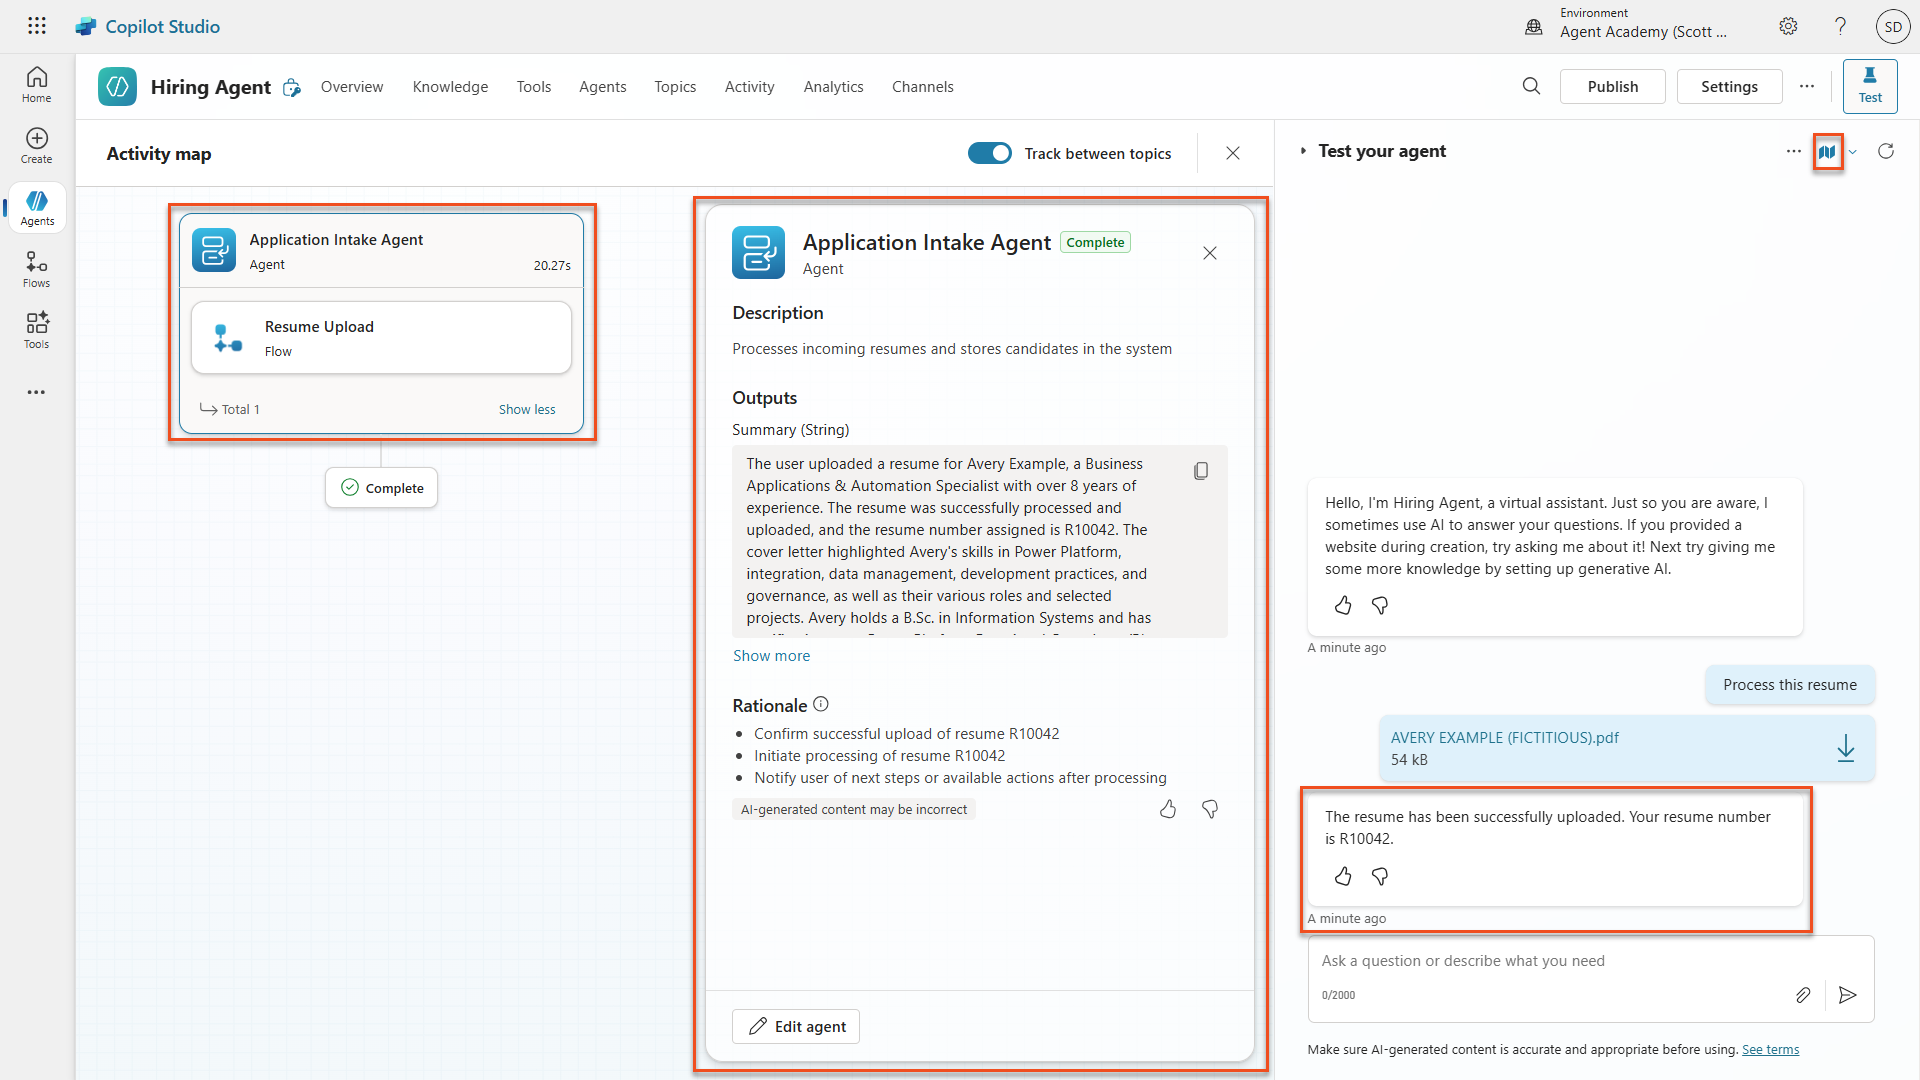 Copilot Studio
Environment
Agent Academy (Scott ...
SD
Home
Create
Agents
Flows
Tools
Hiring Agent
Overview
Knowledge
Tools
Agents
Topics
Activity
Analytics
Channels
Publish
Settings
Test
Activity map
Track between topics
Application Intake Agent
Agent
20.27s
Resume Upload
Flow
Total 1
Show less
Complete
Application Intake Agent
Complete
Agent
Description
Processes incoming resumes and stores candidates in the system
Outputs
Summary (String)
The user uploaded a resume for Avery Example, a Business
Applications & Automation Specialist with over 8 years of
experience. The resume was successfully processed and
uploaded, and the resume number assigned is R10042. The
cover letter highlighted Avery's skills in Power Platform,
integration, data management, development practices, and
governance, as well as their various roles and selected
projects. Avery holds a B.Sc. in Information Systems and has
Show more
Rationale
Confirm successful upload of resume R10042
Initiate processing of resume R10042
Notify user of next steps or available actions after processing
AI-generated content may be incorrect
Edit agent
Test your agent
Hello, I'm Hiring Agent, a virtual assistant. Just so you are aware, I
sometimes use AI to answer your questions. If you provided a
website during creation, try asking me about it! Next try giving me
some more knowledge by setting up generative AI.
A minute ago
Process this resume
AVERY EXAMPLE (FICTITIOUS).pdf
54 kB
The resume has been successfully uploaded. Your resume number
is R10042.
A minute ago
Ask a question or describe what you need
0/2000
Make sure AI-generated content is accurate and appropriate before using. See terms